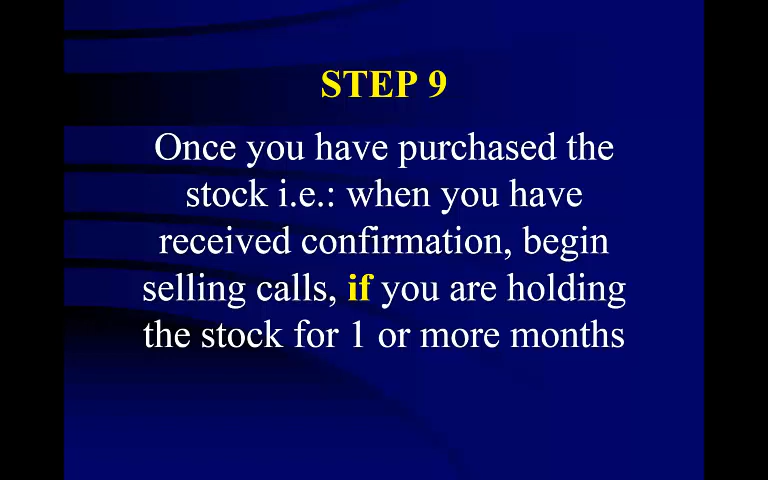 STEP 9
Once you have purchased the
stock i.e.: when you have
received confirmation, begin
selling calls, if you are holding
the stock for 1 or more months